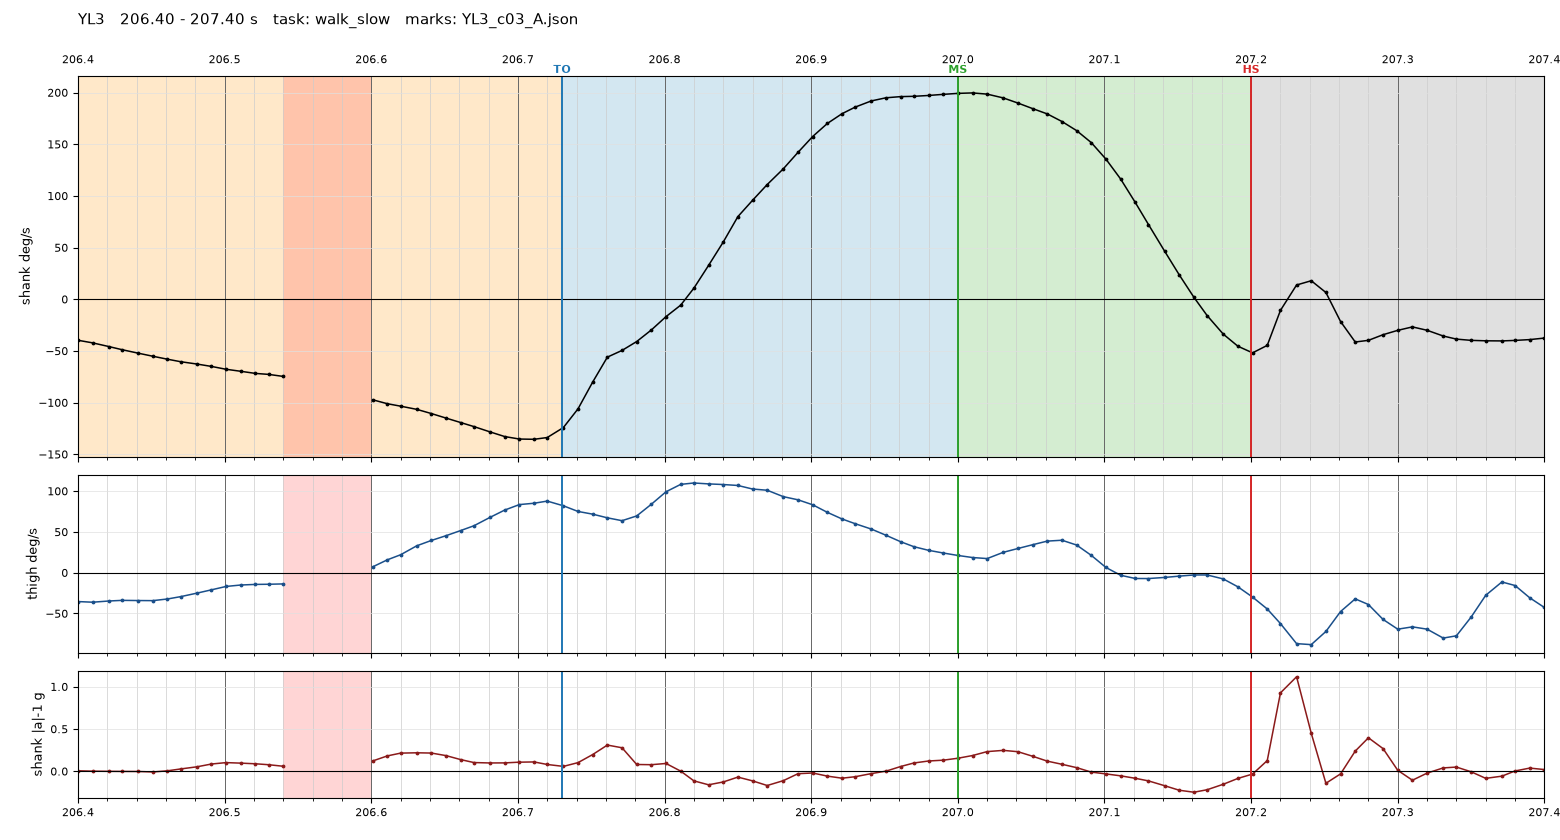 YL3   206.40 - 207.40 s   task: walk_slow   marks: YL3_c03_A.json
206.4 206.5 206.6 206.7 206.8 206.9 207.0 207.1 207.2 207.3 207.4
TO MS HS
shank deg/s
200
150
100
50
0
−50
−100
−150
thigh deg/s
100
50
0
−50
shank |a|-1 g
1.0
0.5
0.0
206.4 206.5 206.6 206.7 206.8 206.9 207.0 207.1 207.2 207.3 207.4